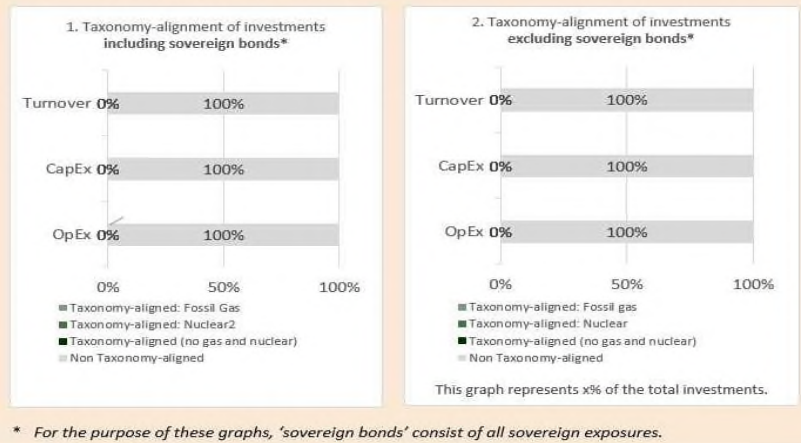 1. Taxonomy-alignment of investments
including sovereign bonds*
Turnover 0% 100%
CapEx 0% 100%
OpEx 0% 100%
0% 50% 100%
Taxonomy-aligned: Fossil Gas
Taxonomy-aligned: Nuclear2
Taxonomy-aligned (no gas and nuclear)
Non Taxonomy-aligned
2. Taxonomy-alignment of investments
excluding sovereign bonds*
Turnover 0% 100%
CapEx 0% 100%
OpEx 0% 100%
0% 50% 100%
Taxonomy-aligned: Fossil gas
Taxonomy-aligned: Nuclear
Taxonomy-aligned (no gas and nuclear)
Non Taxonomy-aligned
This graph represents x% of the total investments.
* For the purpose of these graphs, ‘sovereign bonds’ consist of all sovereign exposures.